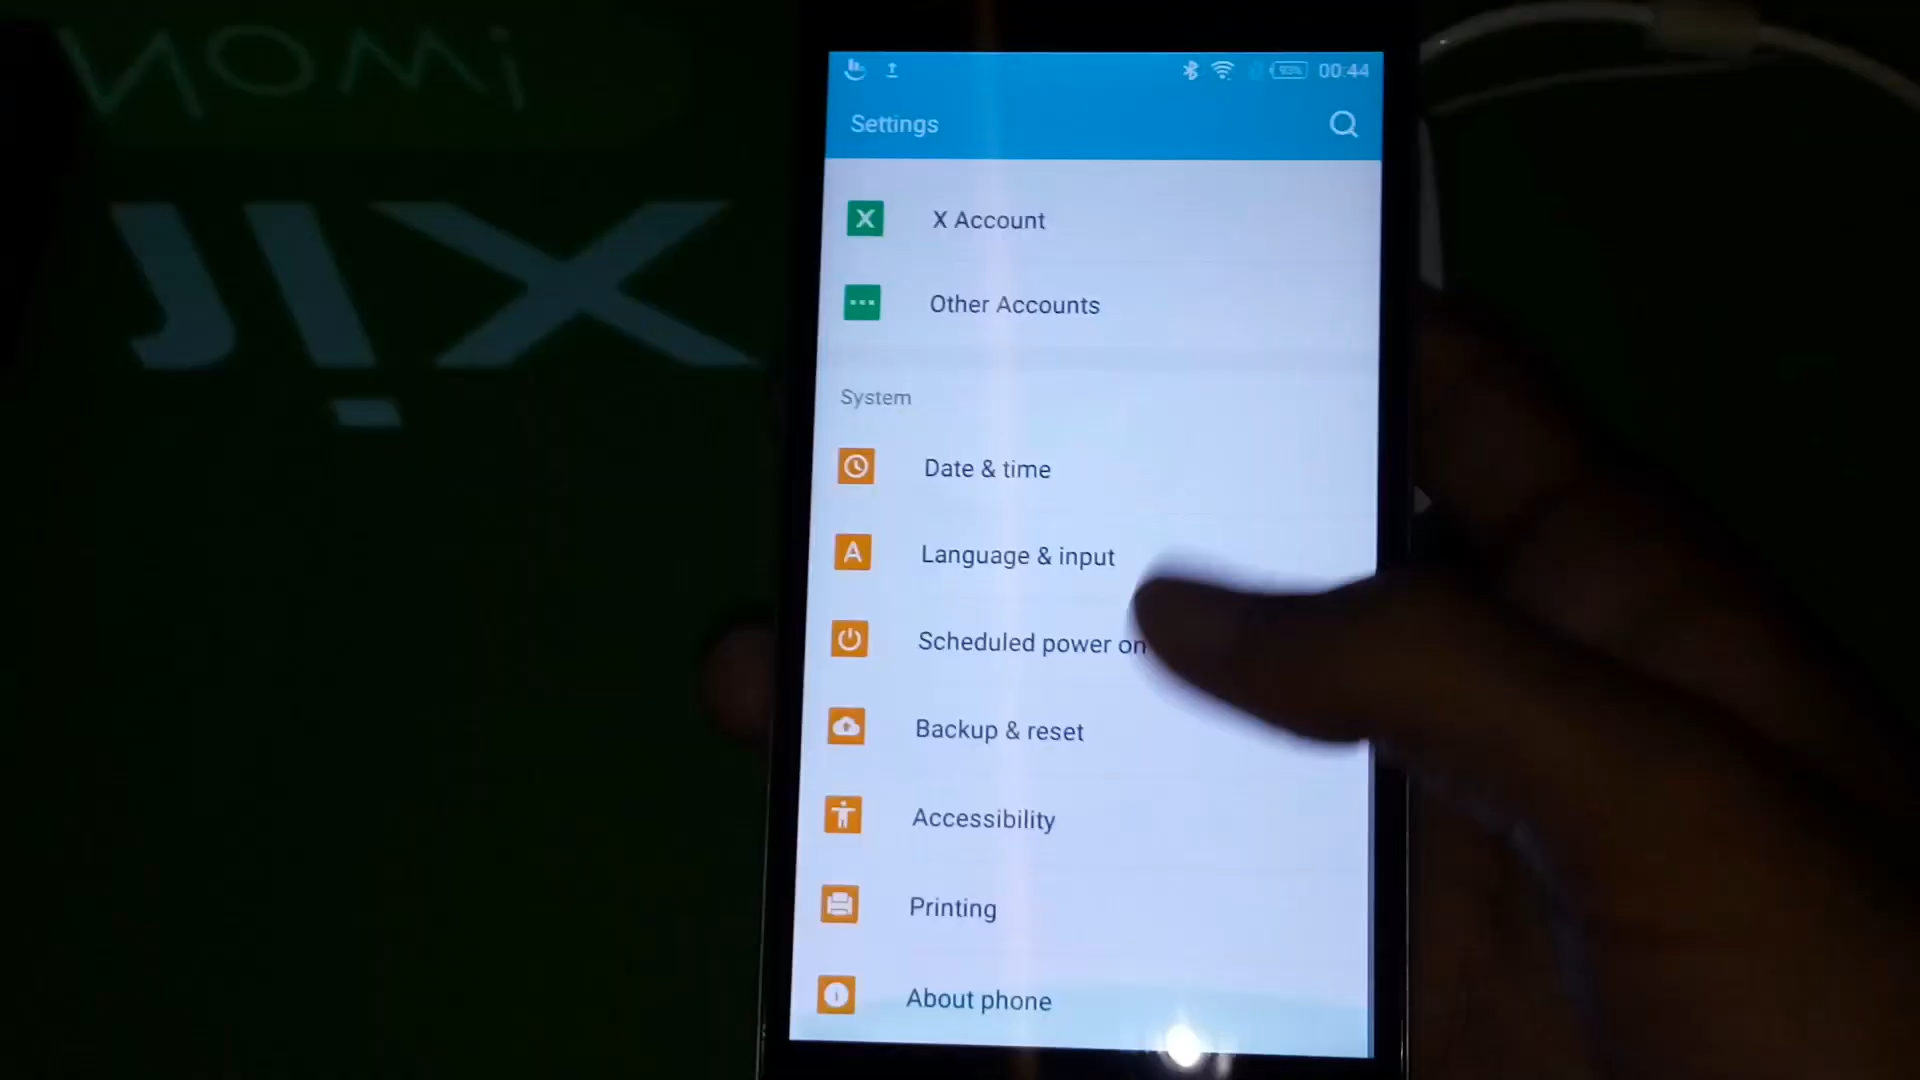 93%
00:44
Settings
X
X Account
Other Accounts
System
Date & time
A
Language & input
Scheduled power on
Backup & reset
Accessibility
Printing
About phone